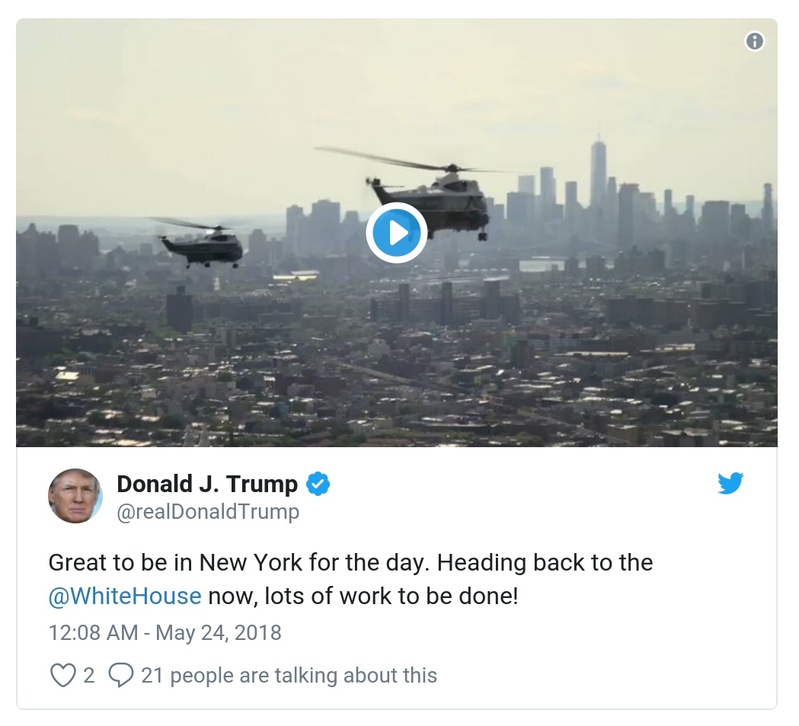 Donald J. Trump
@realDonaldTrump
Great to be in New York for the day. Heading back to the
@WhiteHouse now, lots of work to be done!
12:08 AM - May 24, 2018
2 21 people are talking about this